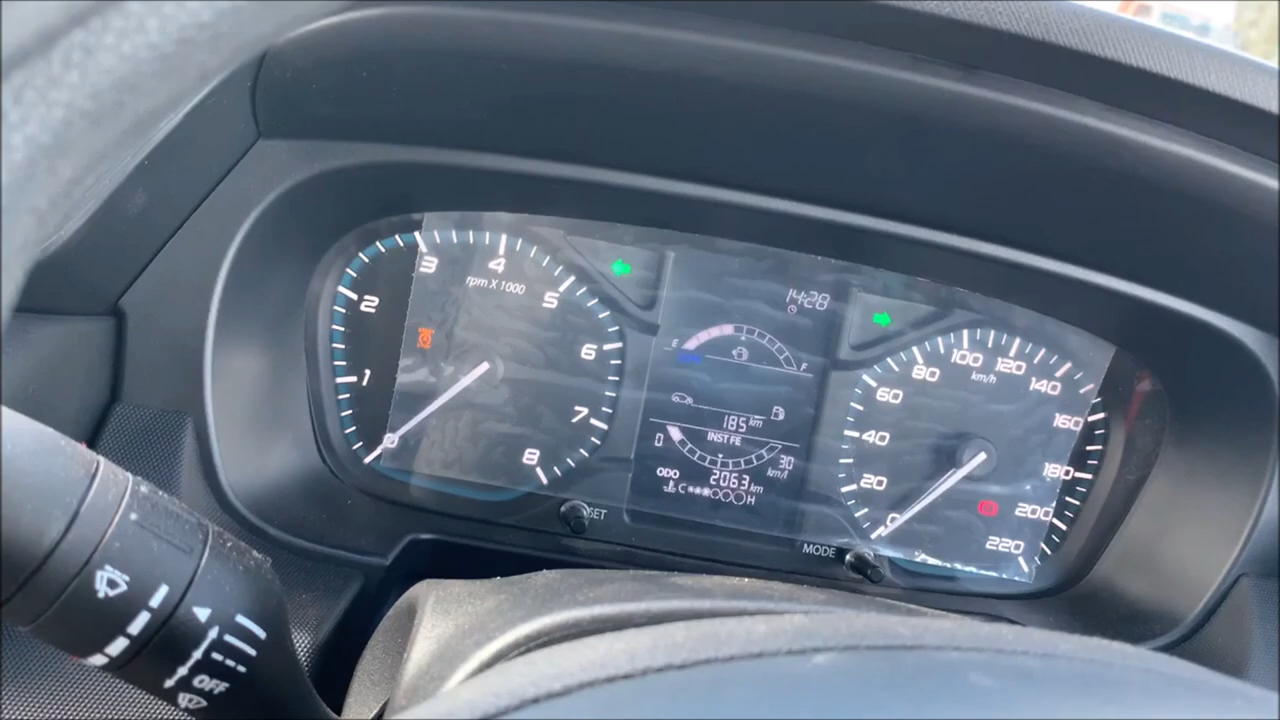 3 4
2 5
rpm X 1000
1 6
7
0 8
14:28
E F
185 km
INST FE
0 30
km/l
ODO 2063 km
C H
SET
MODE
100 120
80 140
km/h
60 160
40 180
20 200
0 220
OFF